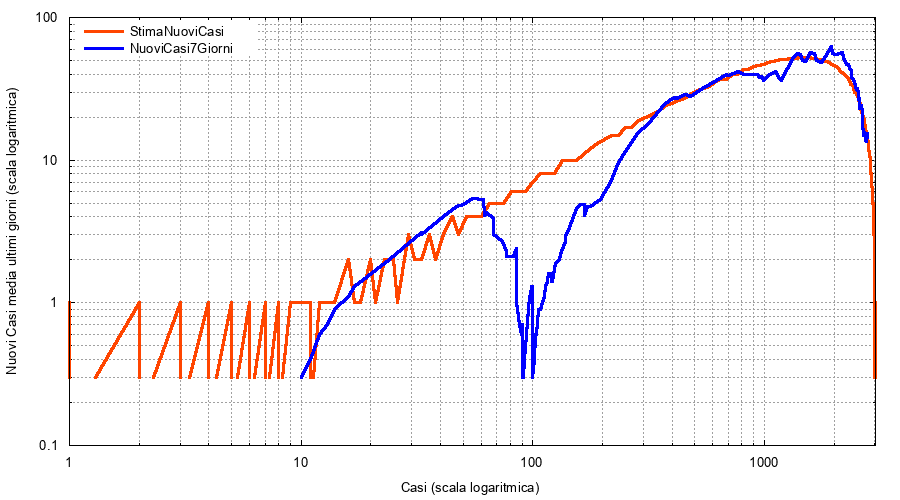 100
StimaNuoviCasi
NuoviCasi7Giorni
10
1
0.1
Nuovi Casi media ultimi giorni (scala logaritmica)
1
10
100
1000
Casi (scala logaritmica)